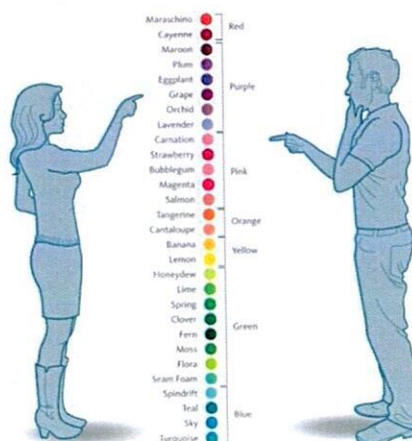 Maraschino
Cayenne
Red
Maroon
Plum
Eggplant
Grape
Orchid
Lavender
Purple
Carnation
Strawberry
Bubblegum
Magenta
Salmon
Pink
Tangerine
Cantaloupe
Orange
Banana
Lemon
Yellow
Honeydew
Lime
Spring
Clover
Fern
Moss
Flora
Seam Foam
Green
Spindrift
Teal
Sky
Turquoise
Blue